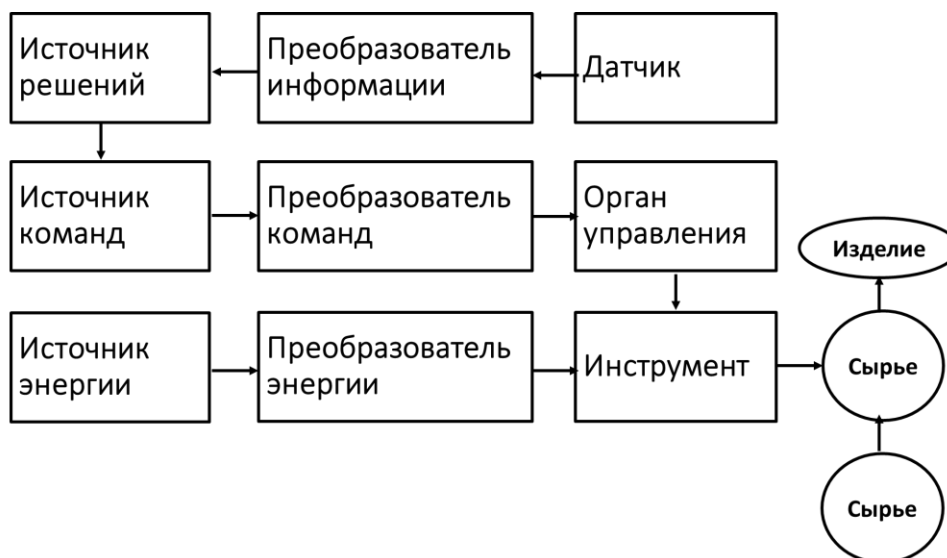 Источник
решений
Преобразователь
информации
Датчик
Источник
команд
Преобразователь
команд
Орган
управления
Изделие
Источник
энергии
Преобразователь
энергии
Инструмент
Сырье
Сырье